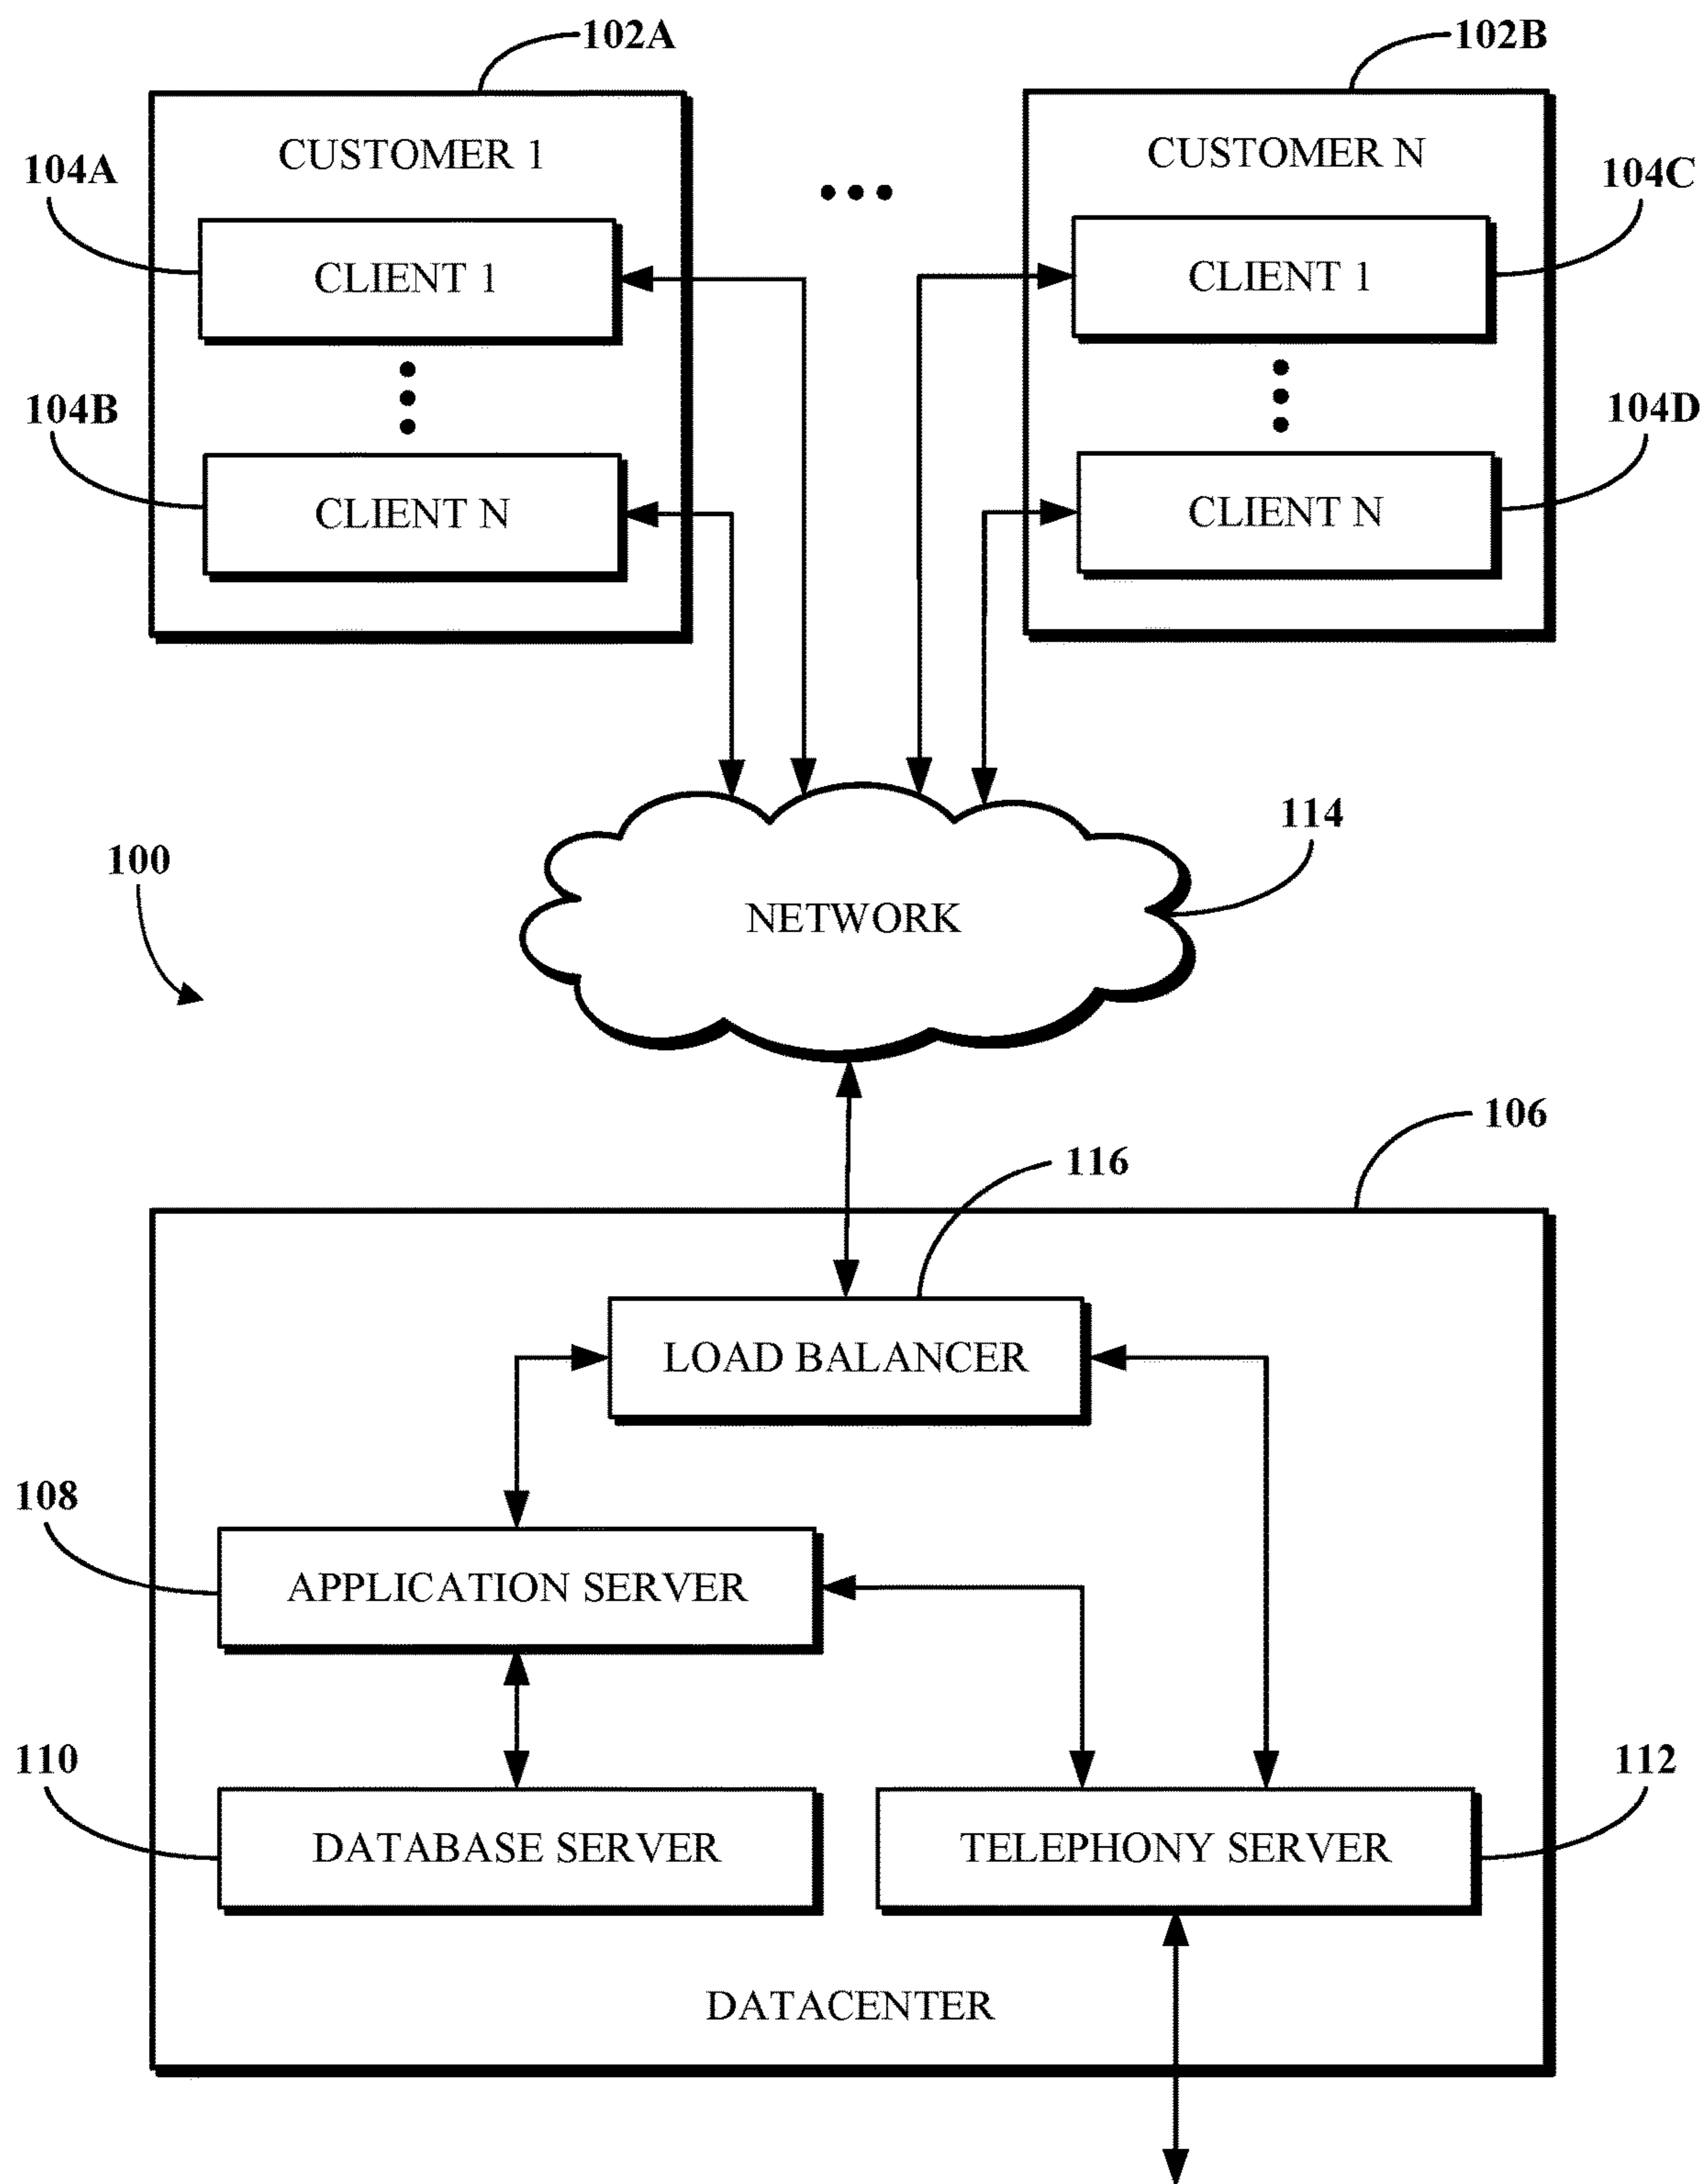 102A
102B
CUSTOMER 1
CUSTOMER N
104A
104C
CLIENT 1
CLIENT 1
104B
104D
CLIENT N
CLIENT N
114
100
NETWORK
106
116
LOAD BALANCER
108
APPLICATION SERVER
110
112
DATABASE SERVER
TELEPHONY SERVER
DATACENTER